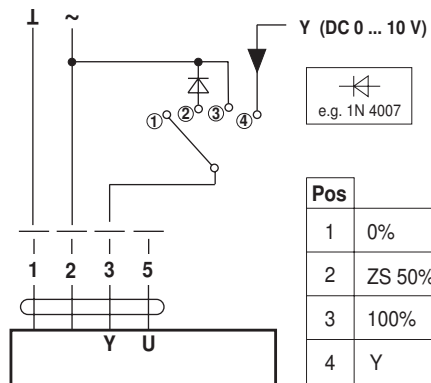 ⊥ ~
Y (DC 0 ... 10 V)
① ② ③ ④
e.g. 1N 4007
Pos
1 0%
2 ZS 50%
3 100%
4 Y
1 2 3 5
Y U